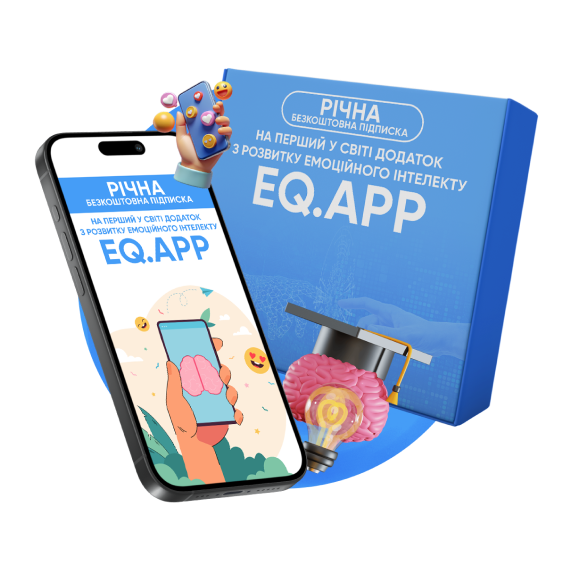 РІЧНА
БЕЗКОШТОВНА ПІДПИСКА
НА ПЕРШИЙ У СВІТІ ДОДАТОК
З РОЗВИТКУ ЕМОЦІЙНОГО ІНТЕЛЕКТУ
EQ.APP
РІЧНА
БЕЗКОШТОВНА ПІДПИСКА
НА ПЕРШИЙ У СВІТІ ДОДАТОК
З РОЗВИТКУ ЕМОЦІЙНОГО ІНТЕЛЕКТУ
EQ.APP